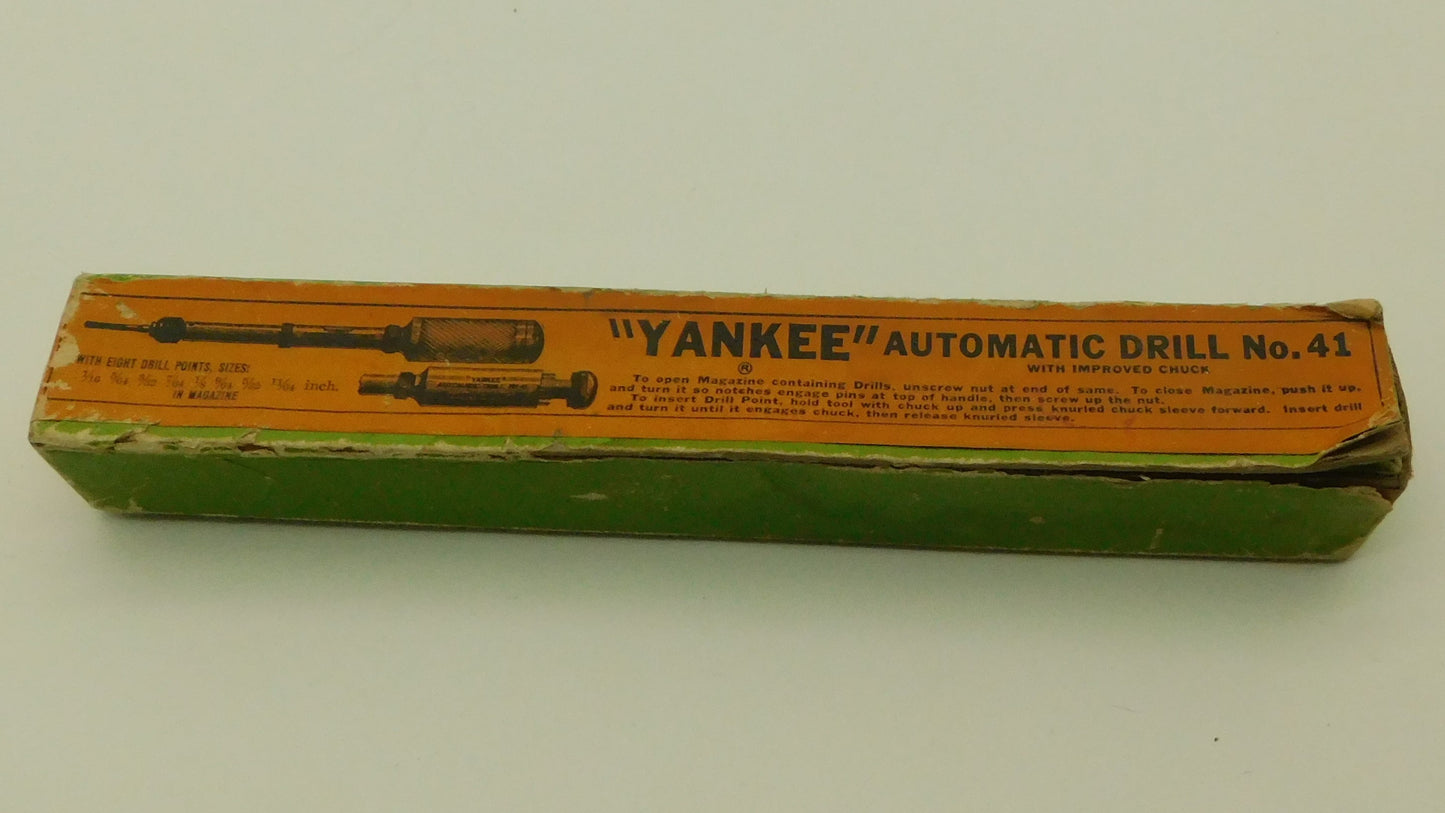 "YANKEE" AUTOMATIC DRILL No. 41
®
WITH IMPROVED CHUCK
To open Magazine containing Drills, unscrew nut at end of same. To close Magazine, push it up,
and turn it so notches engage pins at top of handle, then screw up the nut.
To insert Drill Point, hold tool with chuck up and press knurled chuck sleeve forward. Insert drill
and turn it until it engages chuck, then release knurled sleeve.
WITH EIGHT DRILL POINTS, SIZES:
11/64 inch.
IN MAGAZINE
"YANKEE"